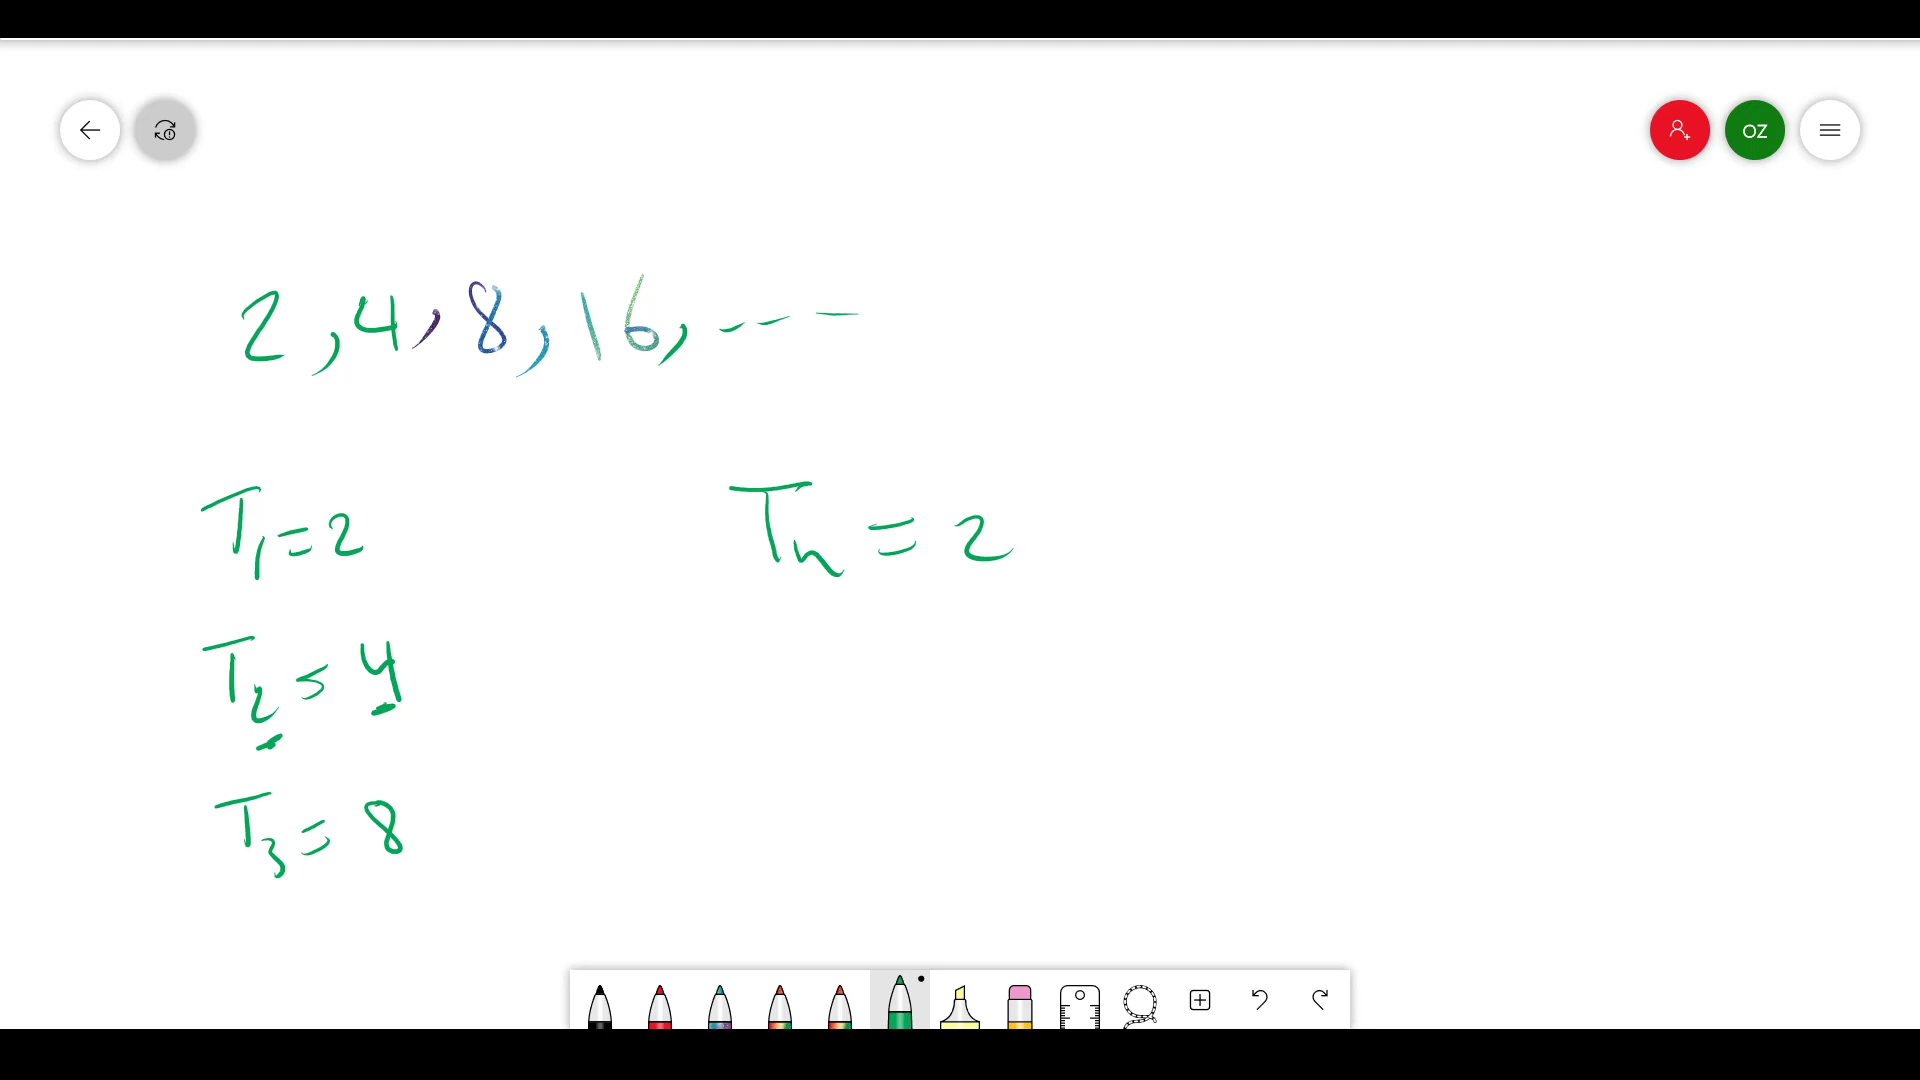 OZ
2, 4, 8, 16, ---
T₁ = 2
Tₙ = 2
T₂ = 4
T₃ = 8